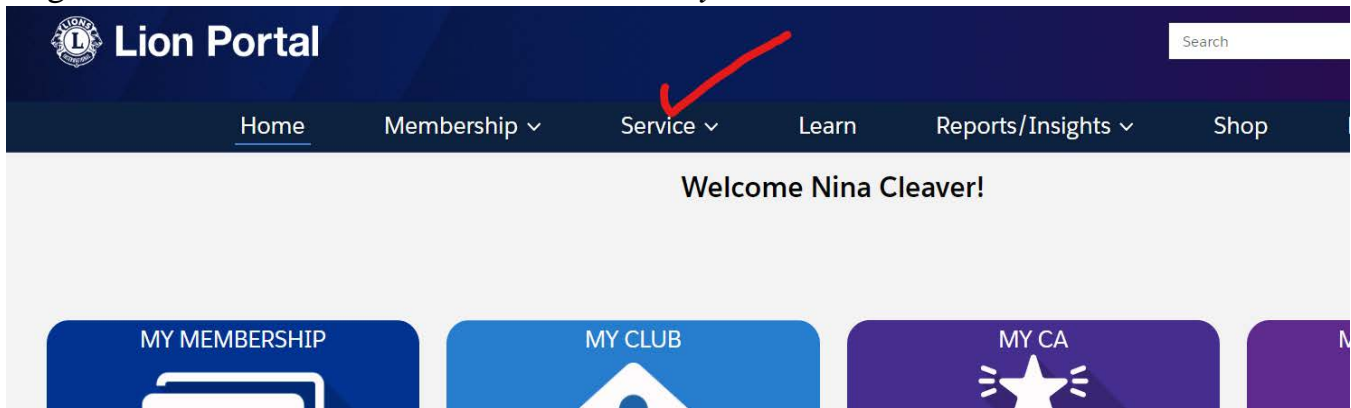 Lion Portal
Search
Home Membership Service Learn Reports/Insights Shop
Welcome Nina Cleaver!
MY MEMBERSHIP MY CLUB MY CA